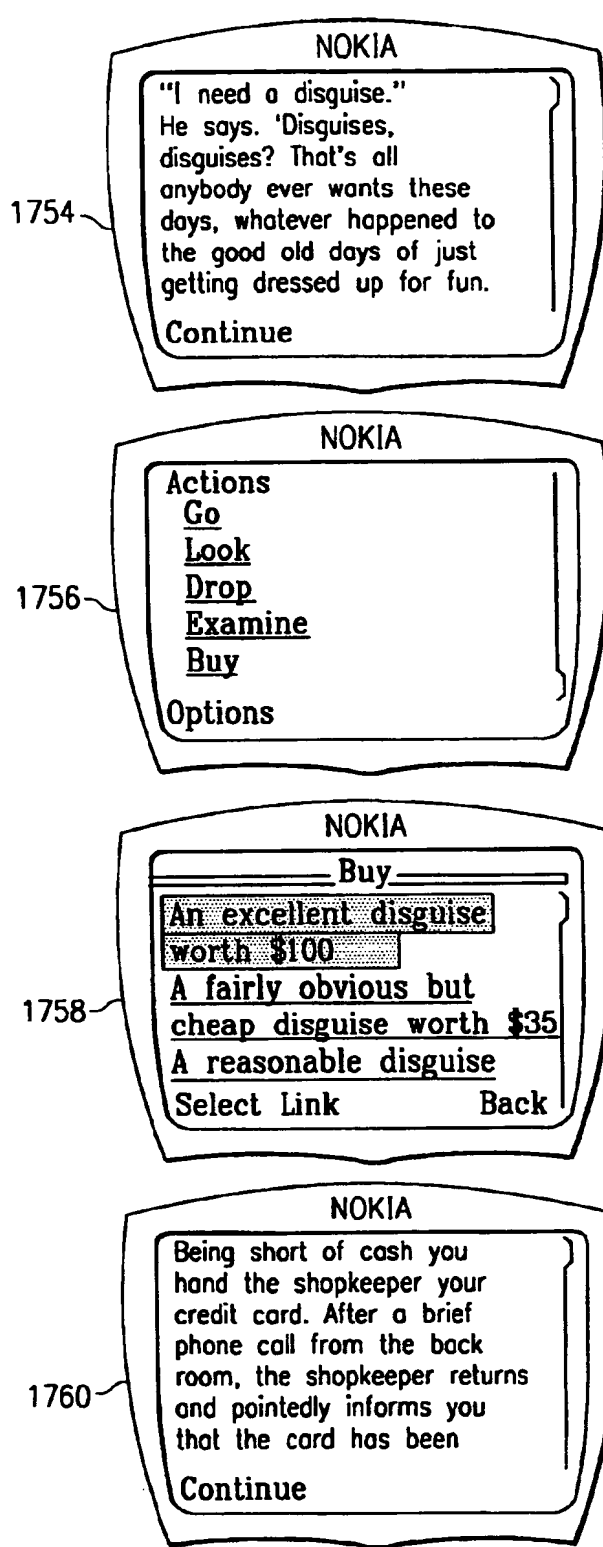 NOKIA
"I need a disguise."
He says. 'Disguises,
disguises? That's all
anybody ever wants these
days, whatever happened to
the good old days of just
getting dressed up for fun.
Continue
1754
NOKIA
Actions
Go
Look
Drop
Examine
Buy
Options
1756
NOKIA
Buy
An excellent disguise
worth $100
A fairly obvious but
cheap disguise worth $35
A reasonable disguise
Select Link Back
1758
NOKIA
Being short of cash you
hand the shopkeeper your
credit card. After a brief
phone call from the back
room, the shopkeeper returns
and pointedly informs you
that the card has been
Continue
1760